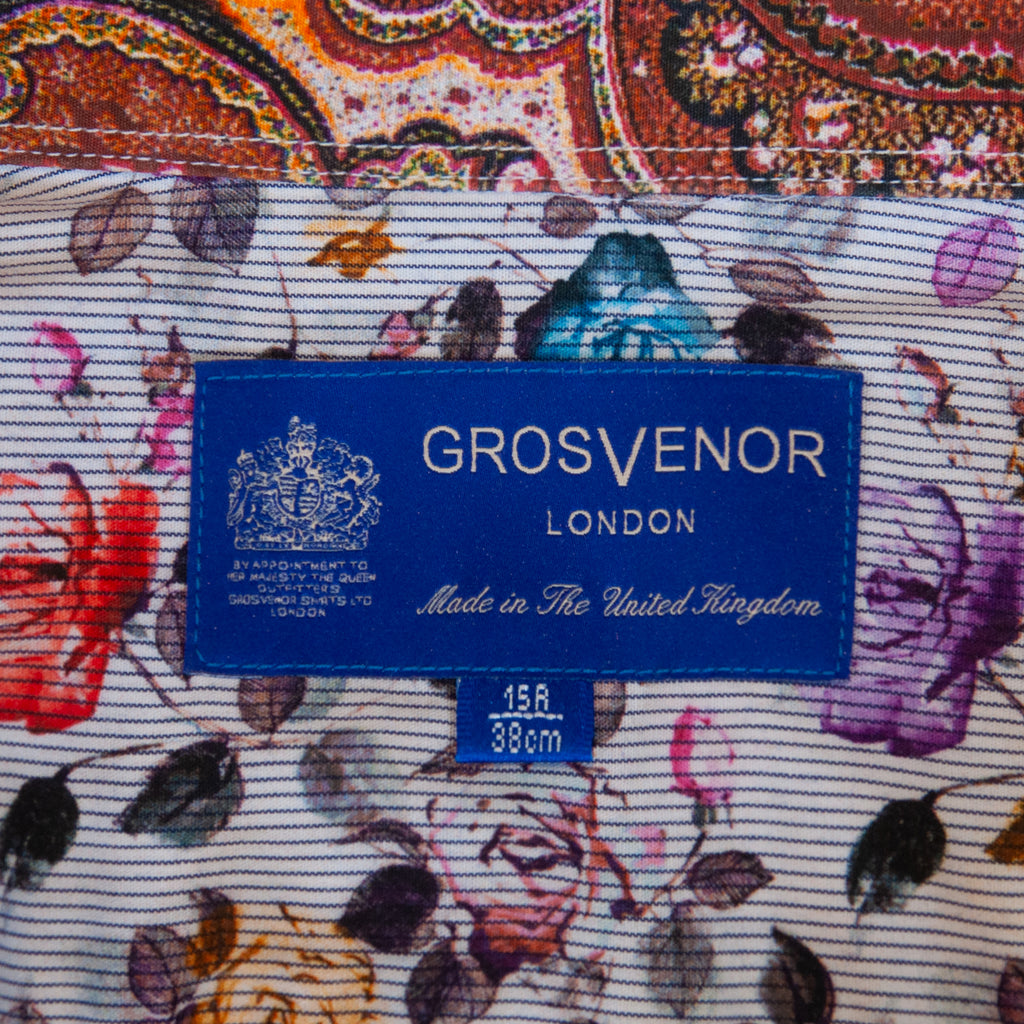 GROSVENOR
LONDON
Made in The United Kingdom
BY APPOINTMENT TO
HER MAJESTY THE QUEEN
OUTFITTERS
GROSVENOR SHIRTS LTD
LONDON
15R
38cm